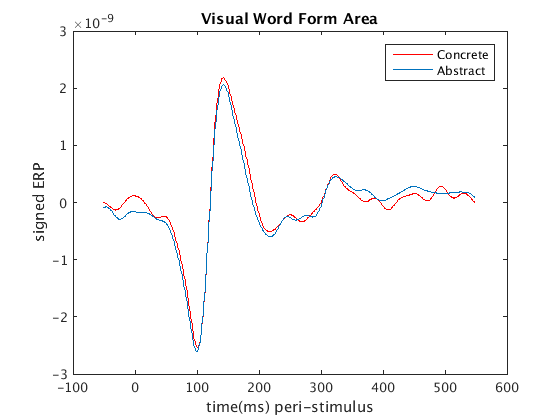 ×10⁻⁹
Visual Word Form Area
3
2
1
0
-1
-2
-3
signed ERP
Concrete
Abstract
-100 0 100 200 300 400 500 600
time(ms) peri-stimulus